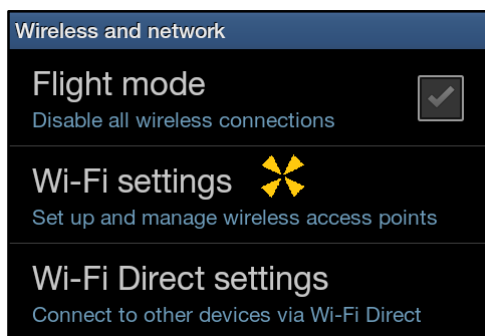 Wireless and network
Flight mode
Disable all wireless connections
Wi-Fi settings
Set up and manage wireless access points
Wi-Fi Direct settings
Connect to other devices via Wi-Fi Direct